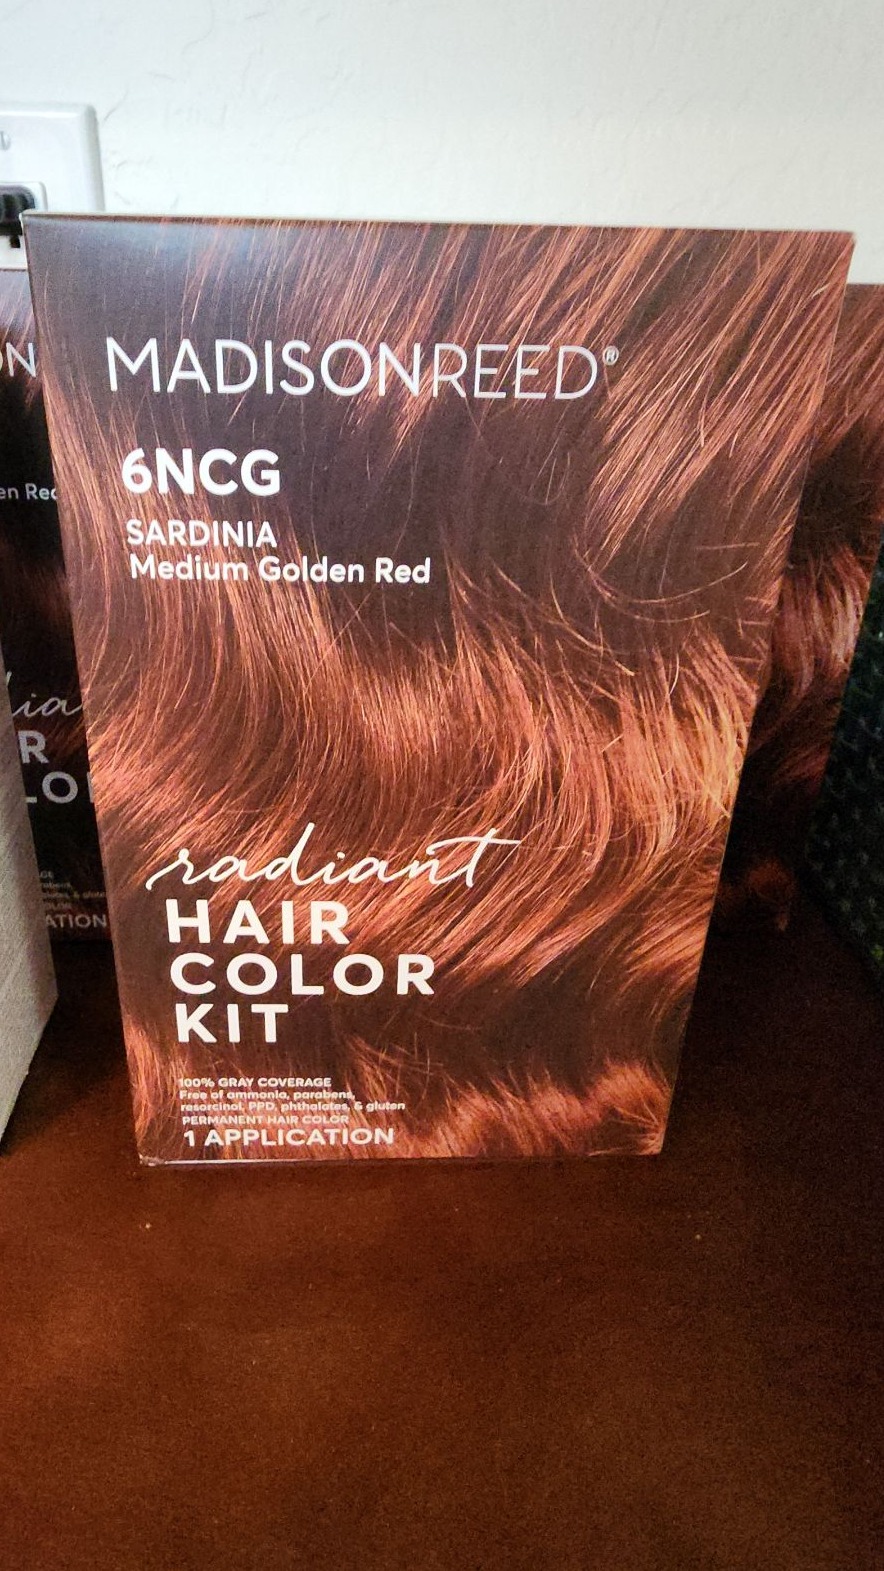 MADISONREED®
6NCG
SARDINIA
Medium Golden Red
radiant
HAIR
COLOR
KIT
100% GRAY COVERAGE
Free of ammonia, parabens,
resorcinol, PPD, phthalates, & gluten
PERMANENT HAIR COLOR
1 APPLICATION